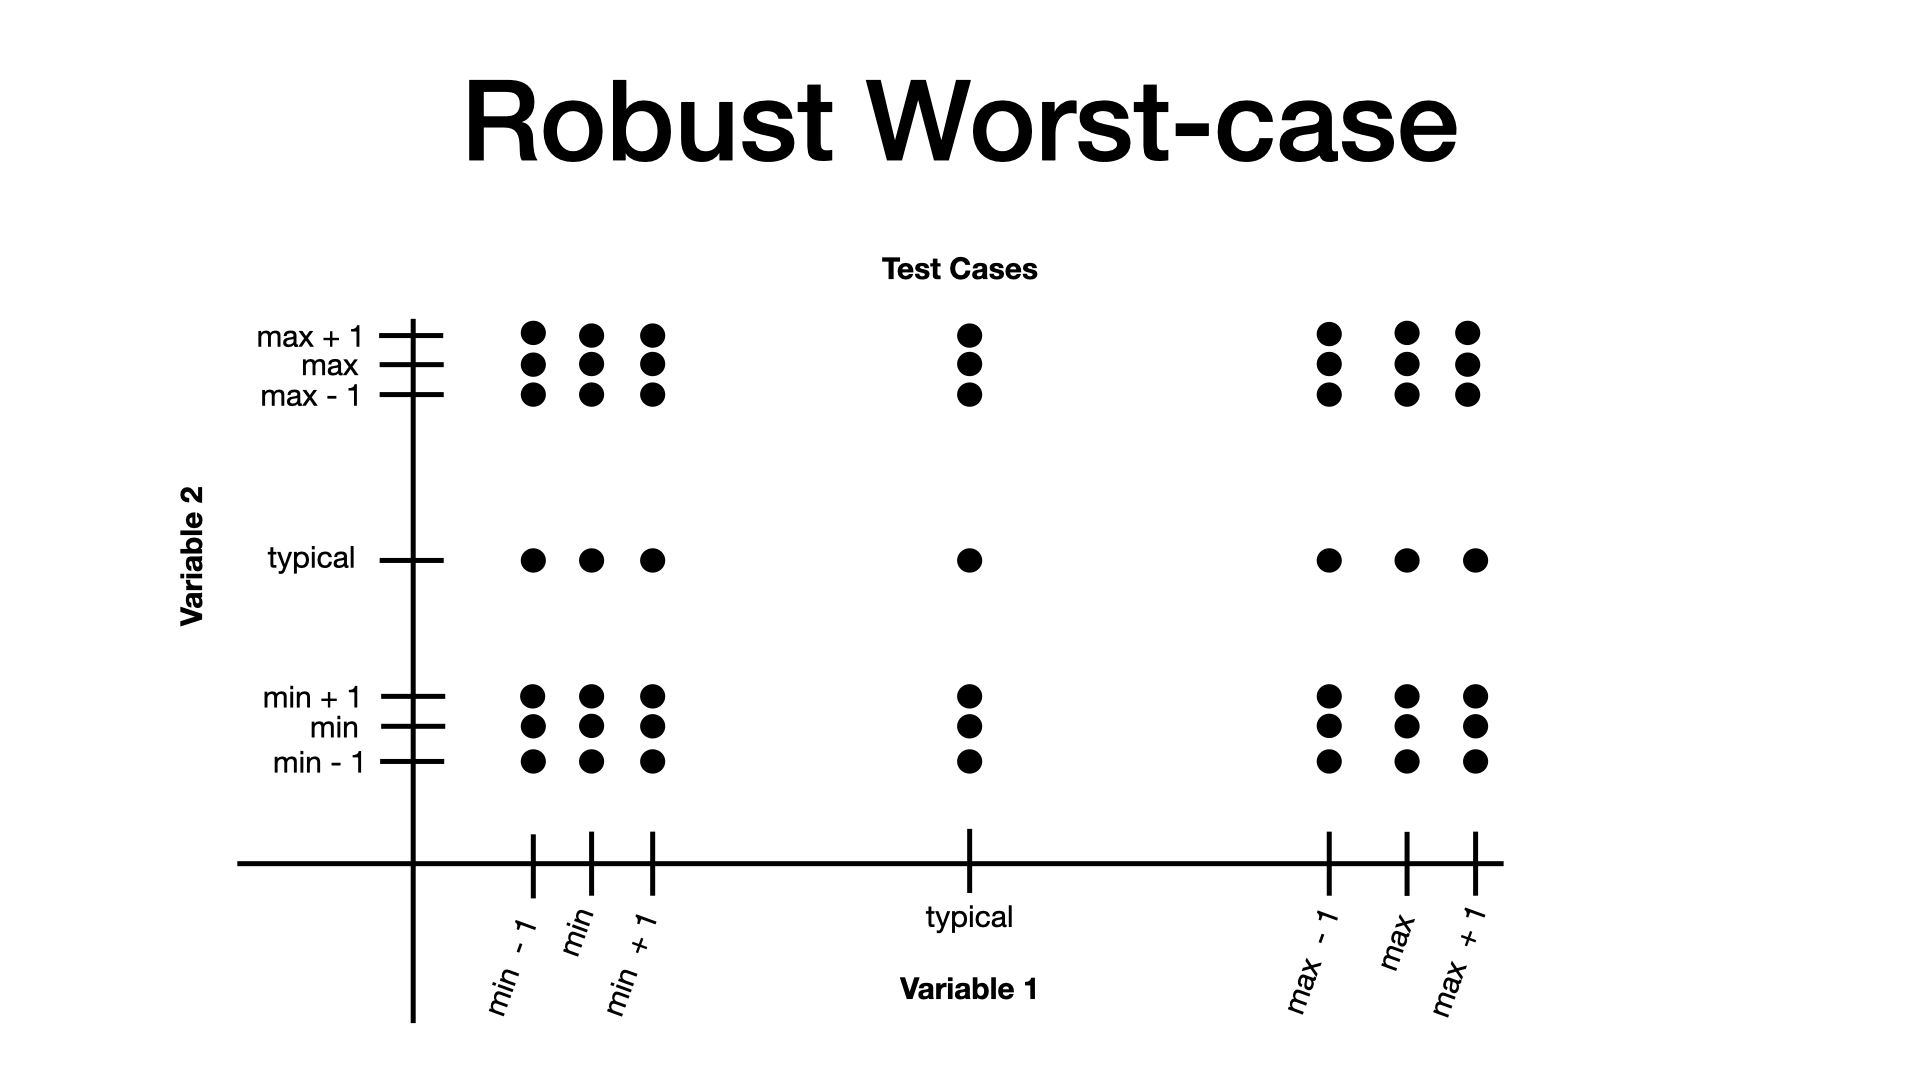 Robust Worst-case
Test Cases
max + 1
max
max - 1
Variable 2
typical
min + 1
min
min - 1
min - 1
min
min + 1
typical
max - 1
max
max + 1
Variable 1